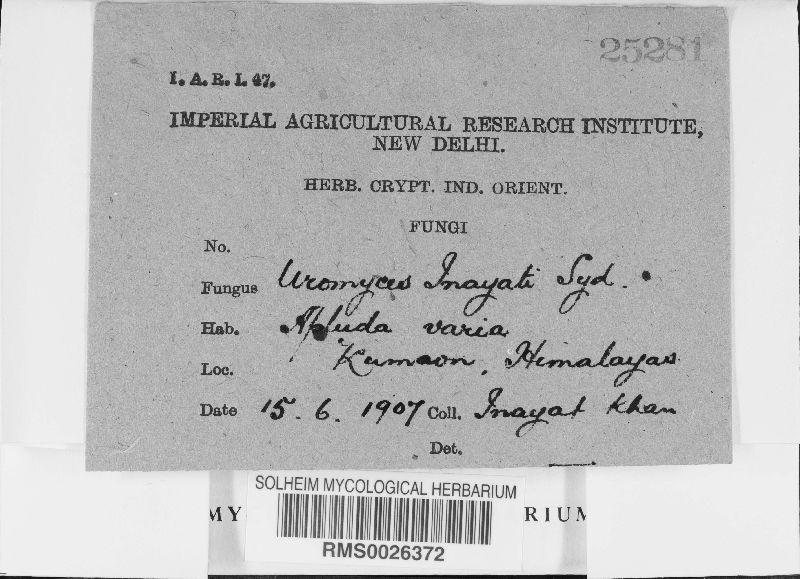 25281
I. A. R. I. 47.
IMPERIAL AGRICULTURAL RESEARCH INSTITUTE,
NEW DELHI.
HERB. CRYPT. IND. ORIENT.
FUNGI
No.
Fungus Uromyces Inayati Syd.
Hab. Apluda varia
Loc. Kumaon, Himalayas
Date 15. 6. 1907 Coll. Inayat Khan
Det.
SOLHEIM MYCOLOGICAL HERBARIUM
MY RIUM
RMS0026372